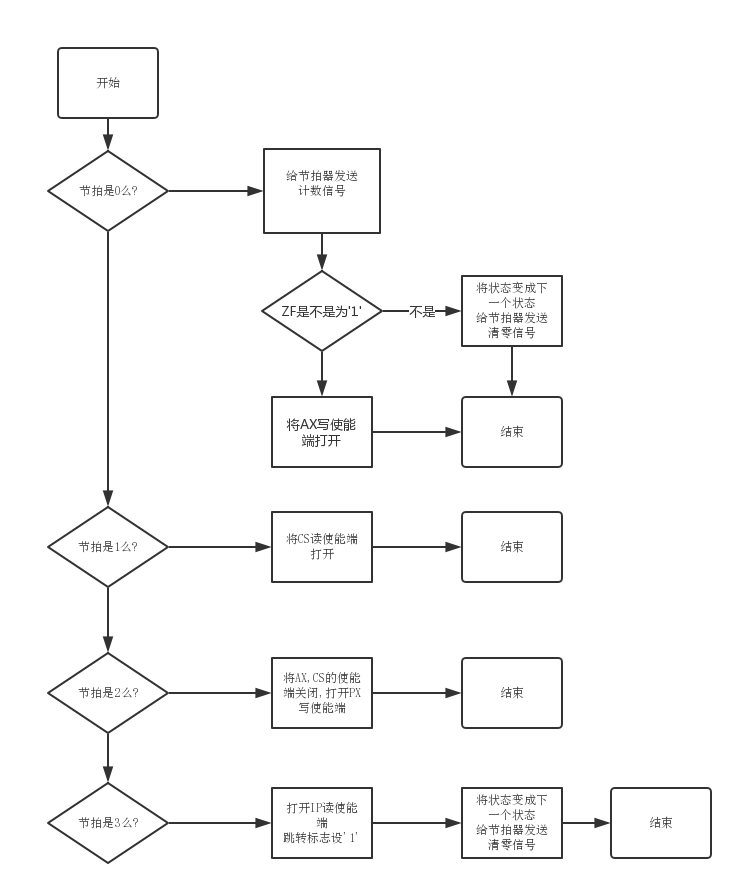 开始
节拍是0么?
给节拍器发送
计数信号
ZF是不是为'1'
不是
将状态变成下
一个状态
给节拍器发送
清零信号
将AX写使能
端打开
结束
节拍是1么?
将CS读使能端
打开
结束
节拍是2么?
将AX,CS的使能
端关闭,打开PX
写使能端
结束
节拍是3么?
打开IP读使能
端
跳转标志设'1'
将状态变成下
一个状态
给节拍器发送
清零信号
结束